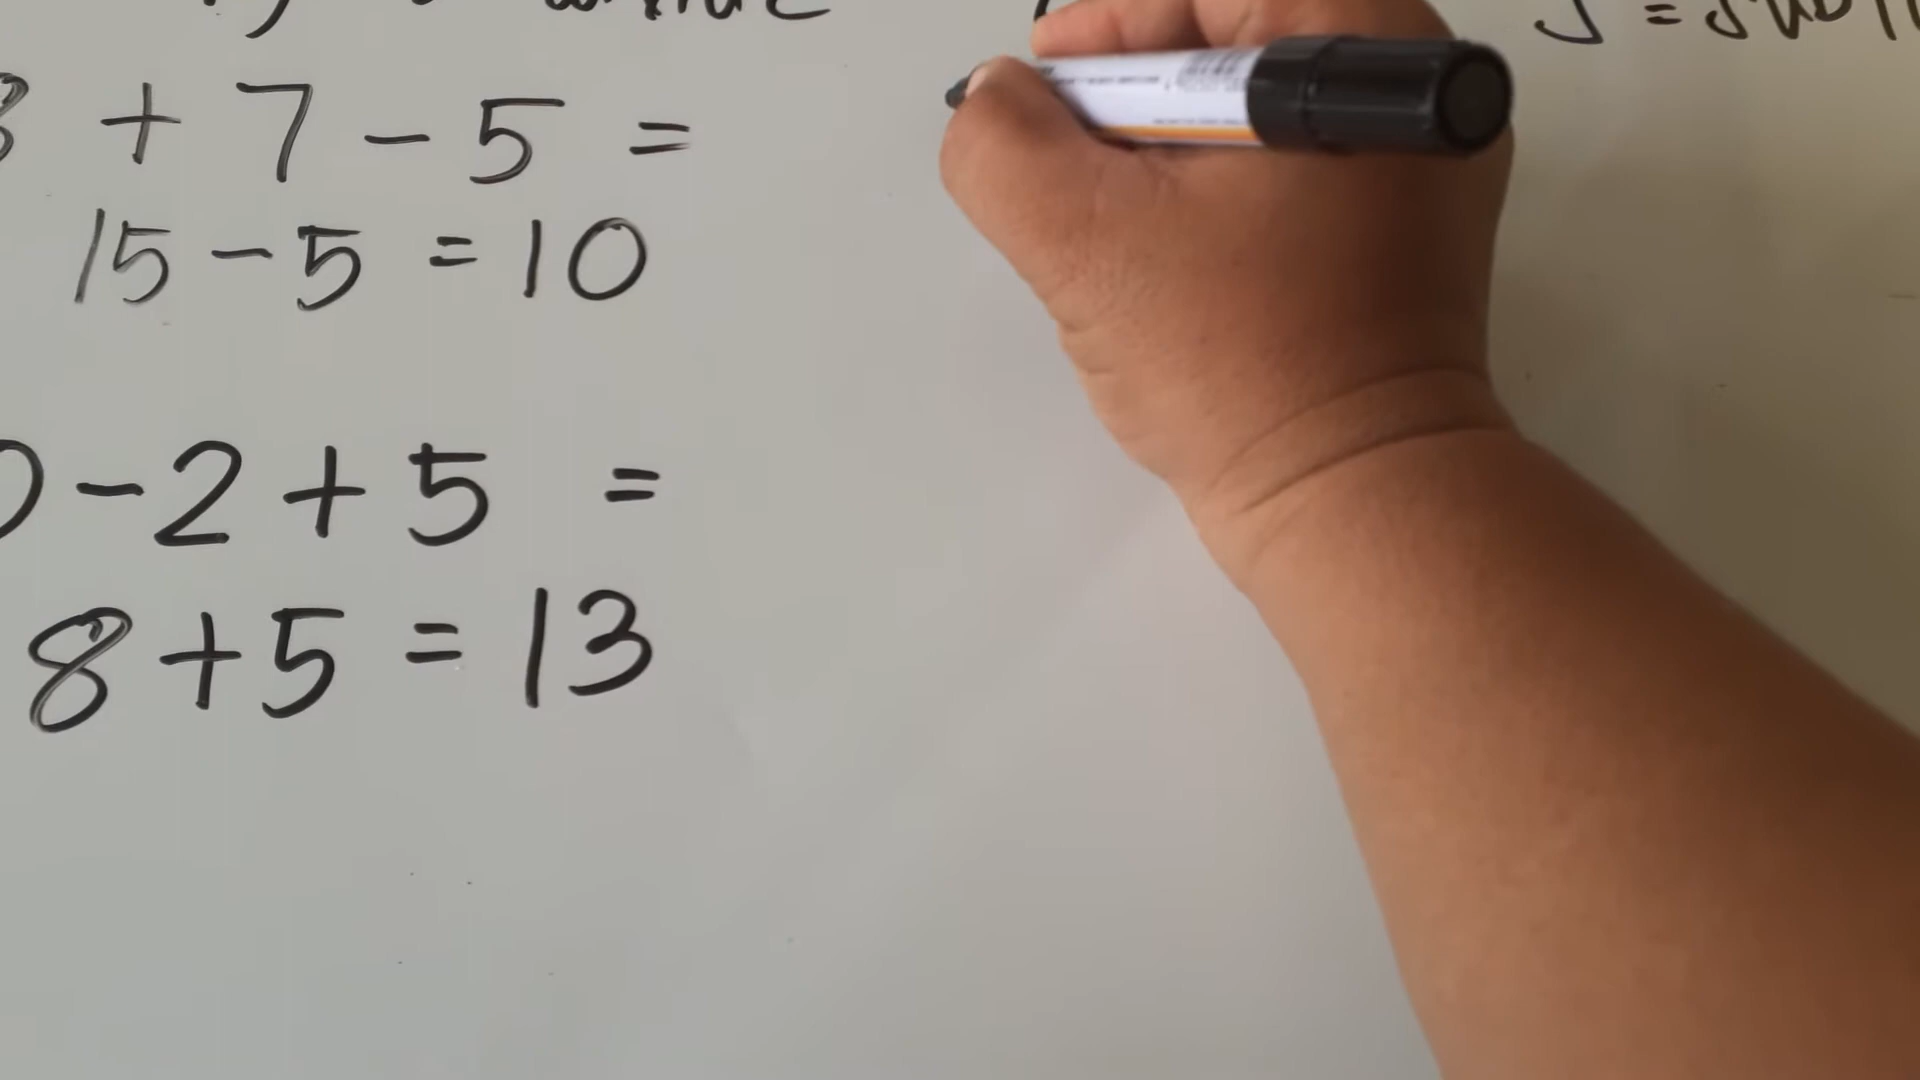 + 7 - 5 =
15 - 5 = 10
- 2 + 5 =
8 + 5 = 13